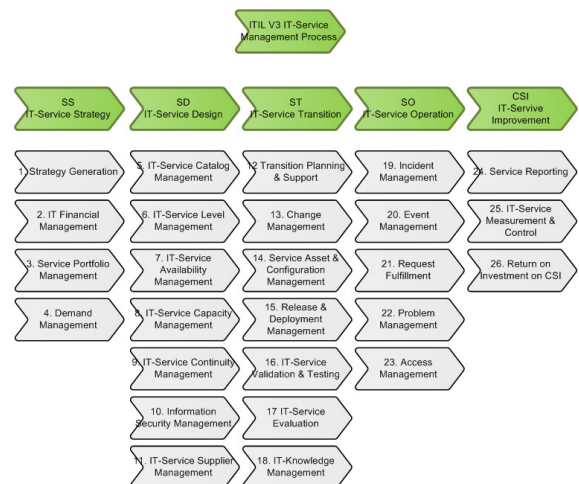 ITIL V3 IT-Service
Management Process
SS
IT-Service Strategy
SD
IT-Service Design
ST
IT-Service Transition
SO
IT-Service Operation
CSI
IT-Servive
Improvement
1. Strategy Generation
2. IT Financial
Management
3. Service Portfolio
Management
4. Demand
Management
5. IT-Service Catalog
Management
6. IT-Service Level
Management
7. IT-Service
Availability
Management
8. IT-Service Capacity
Management
9. IT-Service Continuity
Management
10. Information
Security Management
11. IT-Service Supplier
Management
12 Transition Planning
& Support
13. Change
Management
14. Service Asset &
Configuration
Management
15. Release &
Deployment
Management
16. IT-Service
Validation & Testing
17 IT-Service
Evaluation
18. IT-Knowledge
Management
19. Incident
Management
20. Event
Management
21. Request
Fulfillment
22. Problem
Management
23. Access
Management
24. Service Reporting
25. IT-Service
Measurement &
Control
26. Return on
Investment on CSI